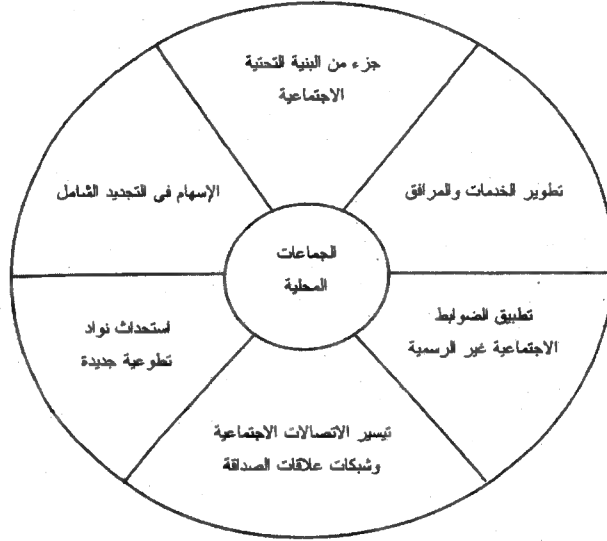 جزء من البنية التحتية
الاجتماعية
تطوير الخدمات والمرافق
تطبيق الضوابط
الاجتماعية غير الرسمية
تيسير الاتصالات الاجتماعية
وشبكات علاقات الصداقة
استحداث نواد
تطوعية جديدة
الإسهام فى التجديد الشامل
الجماعات
المحلية